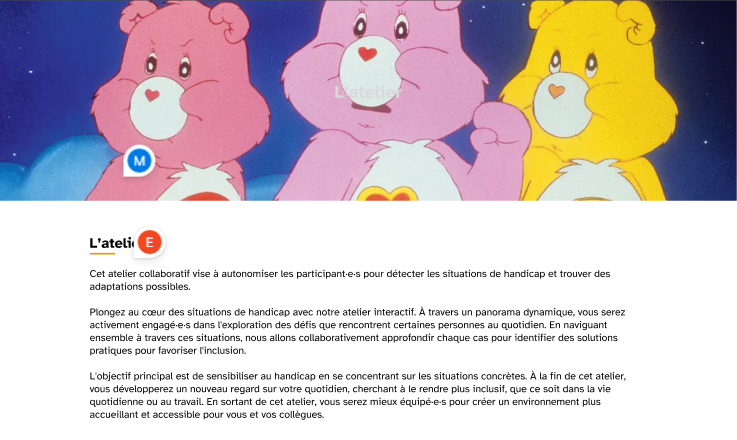 L'atelier
M
L'atelie
E
Cet atelier collaboratif vise à autonomiser les participant·e·s pour détecter les situations de handicap et trouver des
adaptations possibles.
Plongez au cœur des situations de handicap avec notre atelier interactif. À travers un panorama dynamique, vous serez
activement engagé·e·s dans l'exploration des défis que rencontrent certaines personnes au quotidien. En naviguant
ensemble à travers ces situations, nous allons collaborativement approfondir chaque cas pour identifier des solutions
pratiques pour favoriser l'inclusion.
L'objectif principal est de sensibiliser au handicap en se concentrant sur les situations concrètes. À la fin de cet atelier,
vous développerez un nouveau regard sur votre quotidien, cherchant à le rendre plus inclusif, que ce soit dans la vie
quotidienne ou au travail. En sortant de cet atelier, vous serez mieux équipé·e·s pour créer un environnement plus
accueillant et accessible pour vous et vos collègues.